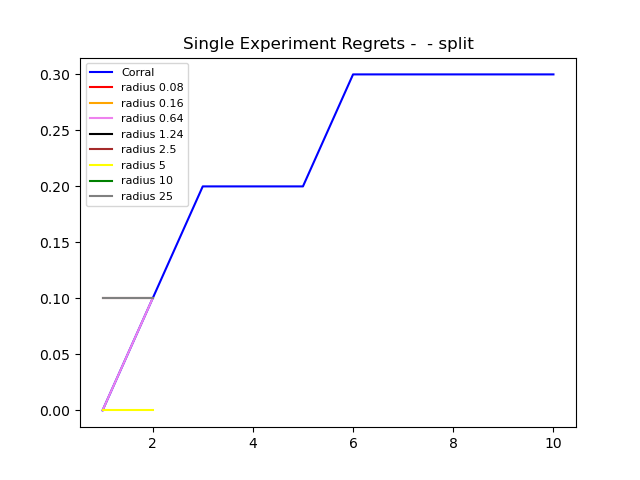 Single Experiment Regrets -  - split
Corral
radius 0.08
radius 0.16
radius 0.64
radius 1.24
radius 2.5
radius 5
radius 10
radius 25
0.30
0.25
0.20
0.15
0.10
0.05
0.00
2 4 6 8 10